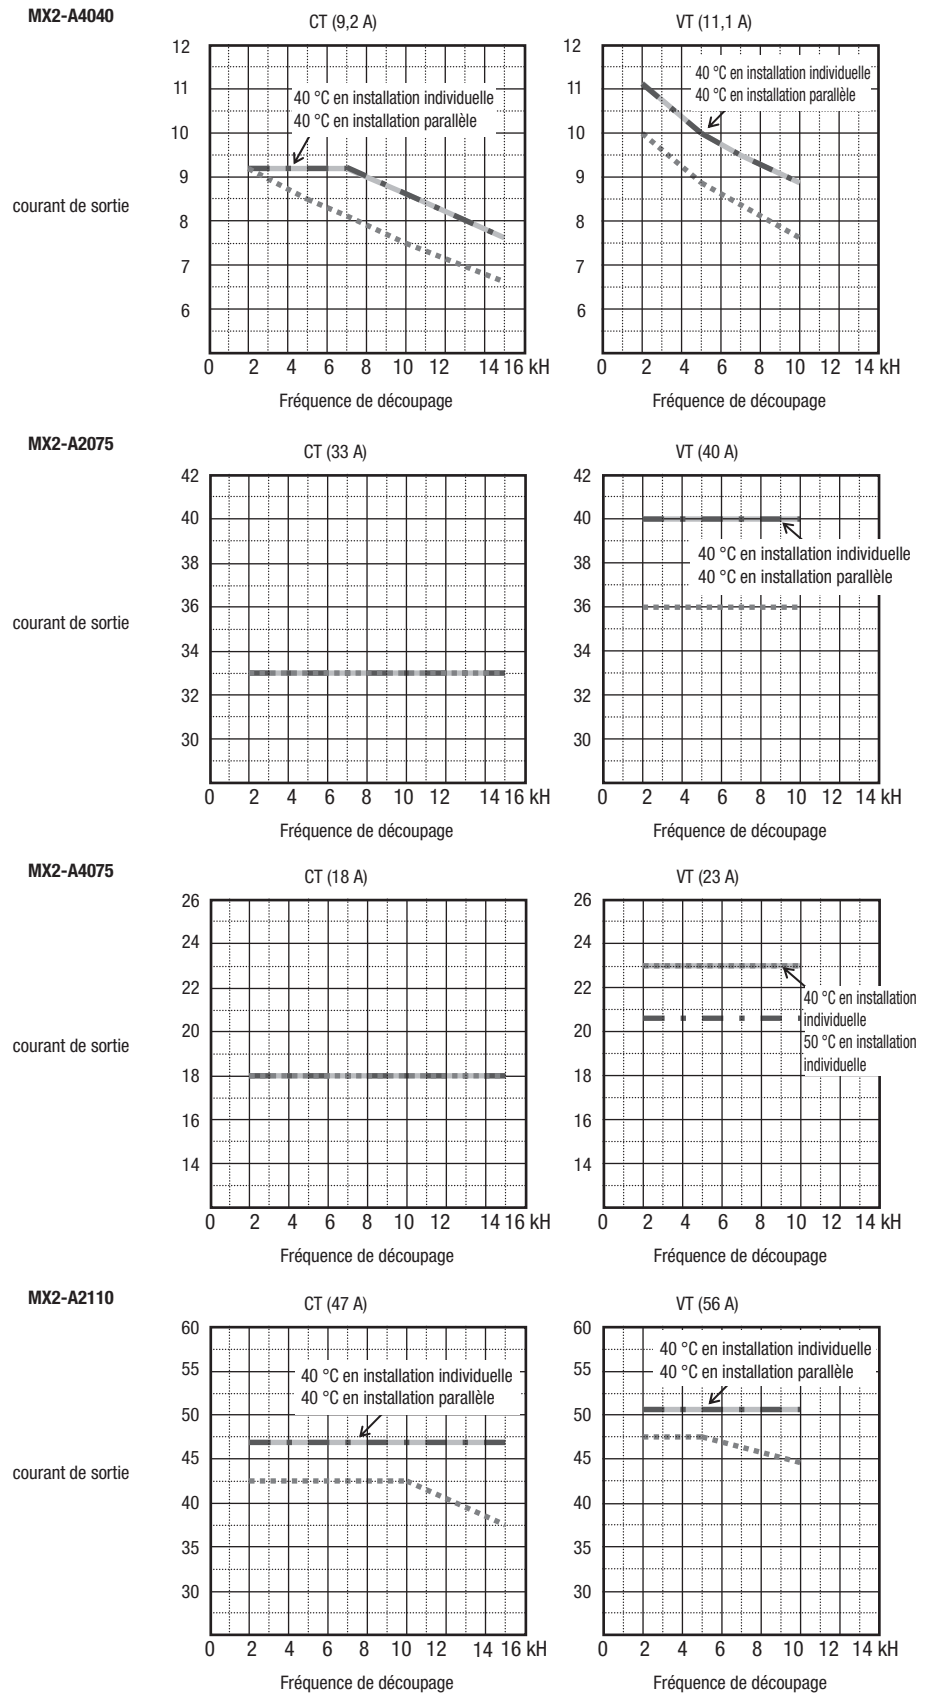 MX2-A4040
CT (9,2 A)
VT (11,1 A)
12
11
10
9
8
7
6
40 °C en installation individuelle
40 °C en installation parallèle
courant de sortie
0 2 4 6 8 10 12 14 16 kH
Fréquence de découpage
12
11
10
9
8
7
6
40 °C en installation individuelle
40 °C en installation parallèle
0 2 4 6 8 10 12 14 kH
Fréquence de découpage
MX2-A2075
CT (33 A)
VT (40 A)
42
40
38
36
34
32
30
courant de sortie
0 2 4 6 8 10 12 14 16 kH
Fréquence de découpage
42
40
38
36
34
32
30
40 °C en installation individuelle
40 °C en installation parallèle
0 2 4 6 8 10 12 14 kH
Fréquence de découpage
MX2-A4075
CT (18 A)
VT (23 A)
26
24
22
20
18
16
14
courant de sortie
0 2 4 6 8 10 12 14 16 kH
Fréquence de découpage
26
24
22
20
18
16
14
40 °C en installation
individuelle
50 °C en installation
individuelle
0 2 4 6 8 10 12 14 kH
Fréquence de découpage
MX2-A2110
CT (47 A)
VT (56 A)
60
55
50
45
40
35
30
40 °C en installation individuelle
40 °C en installation parallèle
courant de sortie
0 2 4 6 8 10 12 14 16 kH
Fréquence de découpage
60
55
50
45
40
35
30
40 °C en installation individuelle
40 °C en installation parallèle
0 2 4 6 8 10 12 14 kH
Fréquence de découpage